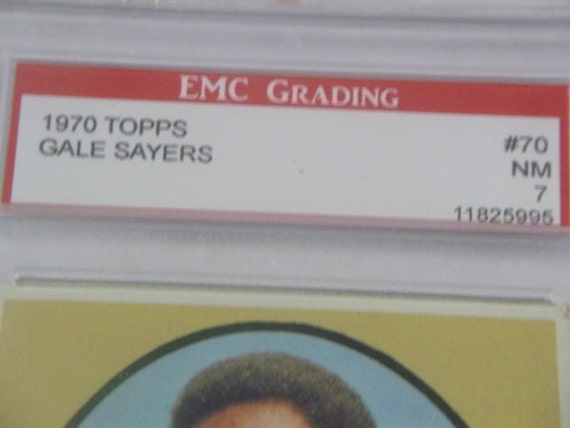 EMC GRADING
1970 TOPPS
GALE SAYERS
#70
NM
7
11825995